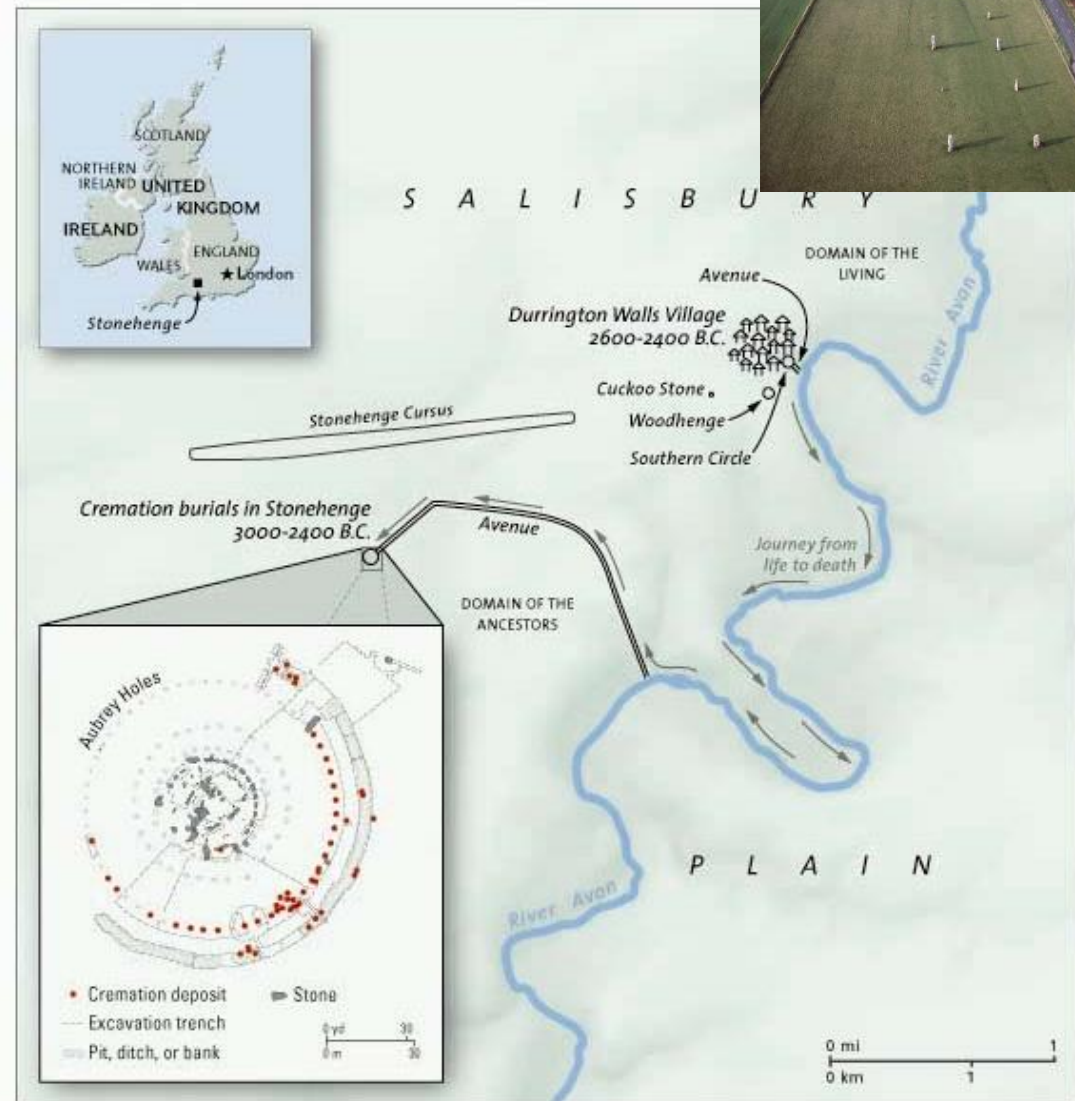 SCOTLAND
NORTHERN
IRELAND
UNITED
KINGDOM
IRELAND
ENGLAND
WALES
London
Stonehenge
S A L I S B U R Y
DOMAIN OF THE
LIVING
Avenue
River Avon
Durrington Walls Village
2600-2400 B.C.
Cuckoo Stone
Woodhenge
Southern Circle
Stonehenge Cursus
Cremation burials in Stonehenge
3000-2400 B.C.
Avenue
Journey from
life to death
DOMAIN OF THE
ANCESTORS
Aubrey Holes
P L A I N
River Avon
Cremation deposit
Stone
Excavation trench
Pit, ditch, or bank
0 yd 30
0 m 30
0 mi 1
0 km 1